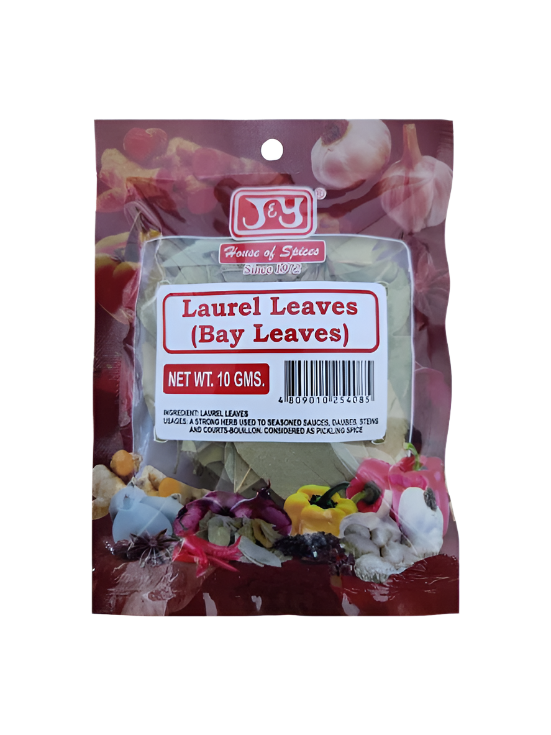 J&Y
®
House of Spices
Since 1972
Laurel Leaves
(Bay Leaves)
NET WT. 10 GMS.
4 809010 254085
INGREDIENT: LAUREL LEAVES
USAGES: A STRONG HERB USED TO SEASONED SAUCES, DAUBES, STEWS
AND COURTS-BOUILLON. CONSIDERED AS PICKLING SPICE